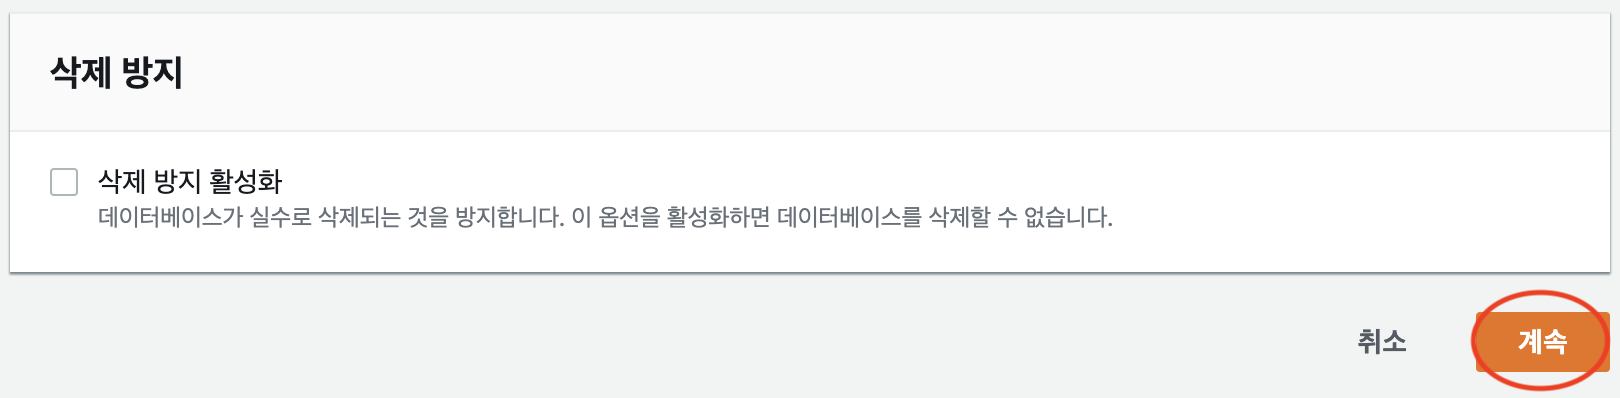 삭제 방지
삭제 방지 활성화
데이터베이스가 실수로 삭제되는 것을 방지합니다. 이 옵션을 활성화하면 데이터베이스를 삭제할 수 없습니다.
취소
계속